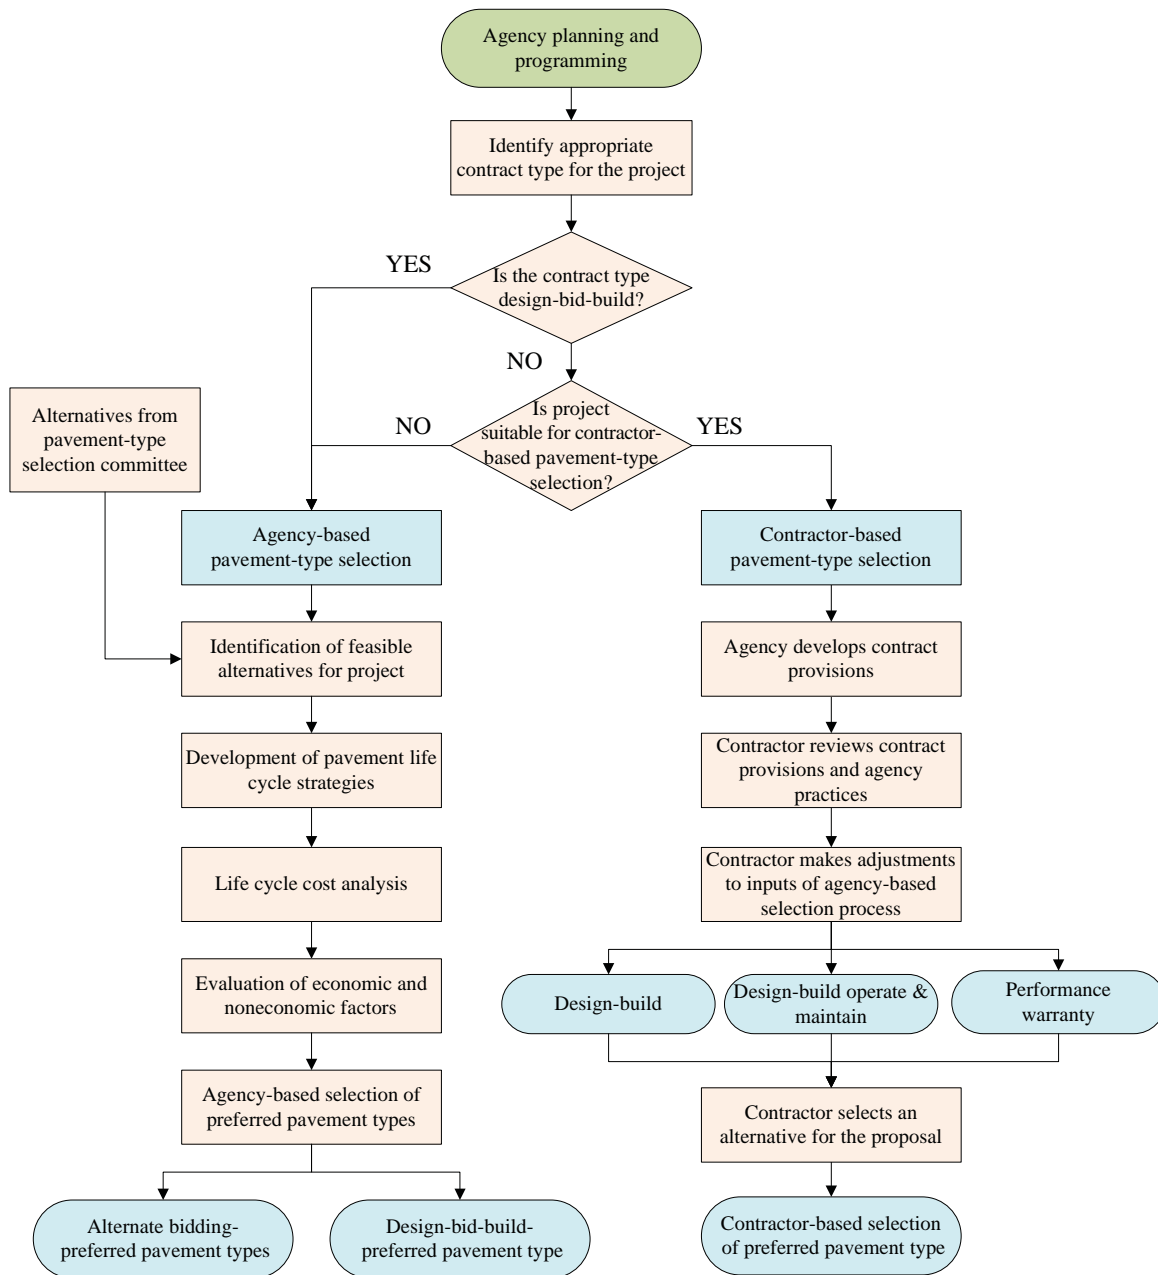 Agency planning and
programming
Identify appropriate
contract type for the project
YES
Is the contract type
design-bid-build?
NO
Alternatives from
pavement-type
selection committee
NO
Is project
suitable for contractor-
based pavement-type
selection?
YES
Agency-based
pavement-type selection
Contractor-based
pavement-type selection
Identification of feasible
alternatives for project
Agency develops contract
provisions
Development of pavement life
cycle strategies
Contractor reviews contract
provisions and agency
practices
Life cycle cost analysis
Contractor makes adjustments
to inputs of agency-based
selection process
Evaluation of economic and
noneconomic factors
Design-build
Design-build operate &
maintain
Performance
warranty
Agency-based selection of
preferred pavement types
Contractor selects an
alternative for the proposal
Alternate bidding-
preferred pavement types
Design-bid-build-
preferred pavement type
Contractor-based selection
of preferred pavement type